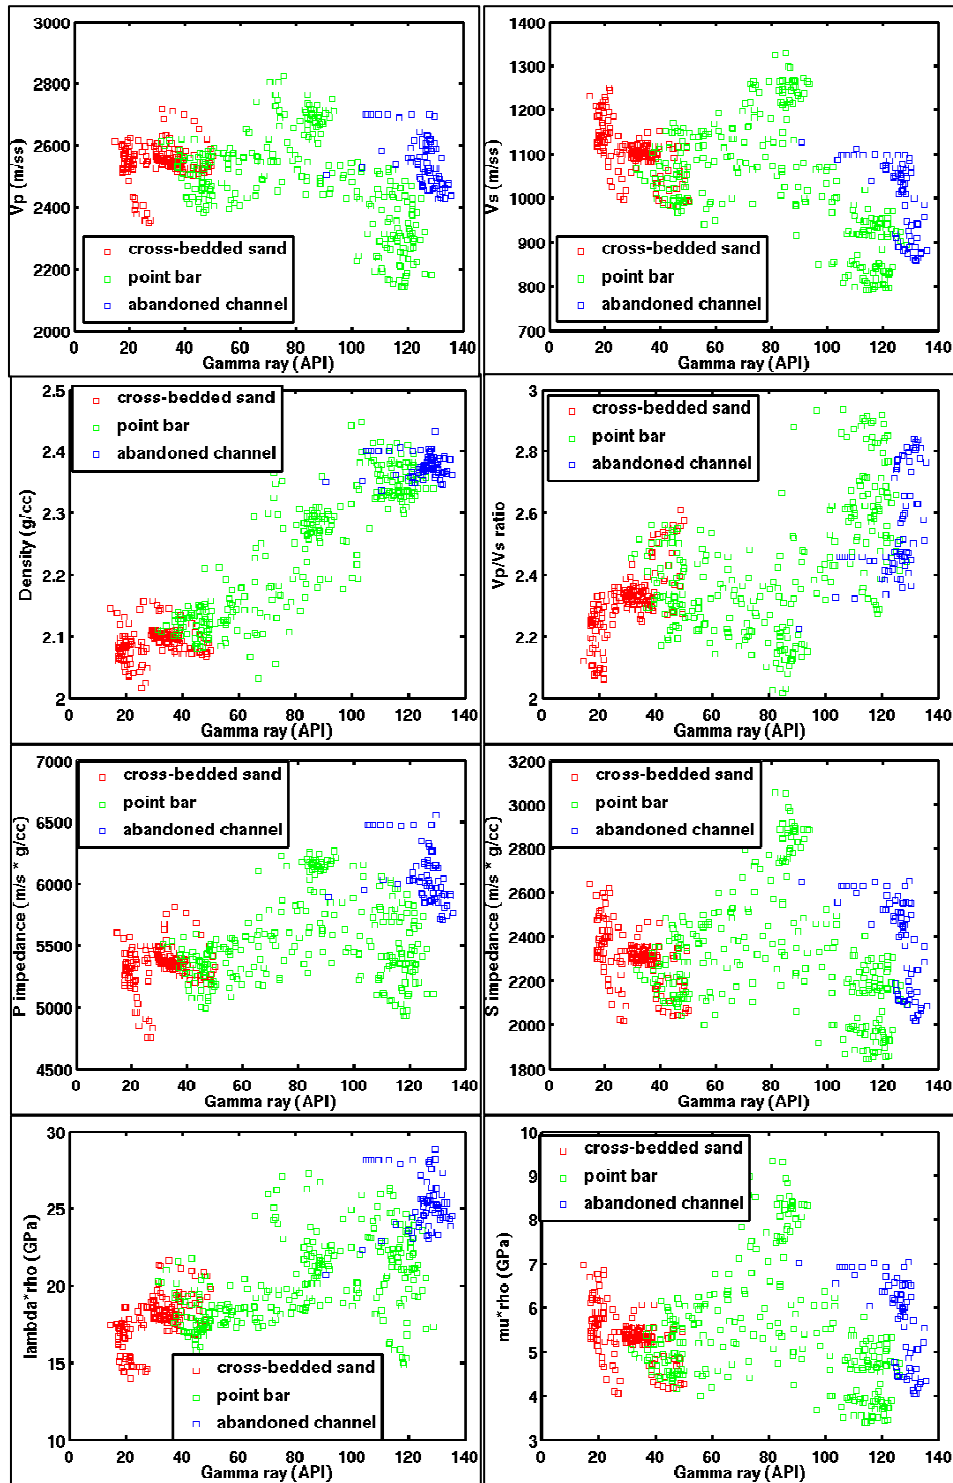 3000
2800
2600
2400
2200
2000
Vp (m/ss)
cross-bedded sand
point bar
abandoned channel
0 20 40 60 80 100 120 140
Gamma ray (API)
1400
1300
1200
1100
1000
900
800
700
Vs (m/ss)
cross-bedded sand
point bar
abandoned channel
0 20 40 60 80 100 120 140
Gamma ray (API)
2.5
2.4
2.3
2.2
2.1
2
Density (g/cc)
cross-bedded sand
point bar
abandoned channel
0 20 40 60 80 100 120 140
Gamma ray (API)
3
2.8
2.6
2.4
2.2
2
Vp/Vs ratio
cross-bedded sand
point bar
abandoned channel
0 20 40 60 80 100 120 140
Gamma ray (API)
7000
6500
6000
5500
5000
4500
P impedance (m/s * g/cc)
cross-bedded sand
point bar
abandoned channel
0 20 40 60 80 100 120 140
Gamma ray (API)
3200
3000
2800
2600
2400
2200
2000
1800
S impedance (m/s * g/cc)
cross-bedded sand
point bar
abandoned channel
0 20 40 60 80 100 120 140
Gamma ray (API)
30
25
20
15
10
lambda*rho (GPa)
cross-bedded sand
point bar
abandoned channel
0 20 40 60 80 100 120 140
Gamma ray (API)
10
9
8
7
6
5
4
3
mu*rho (GPa)
cross-bedded sand
point bar
abandoned channel
0 20 40 60 80 100 120 140
Gamma ray (API)